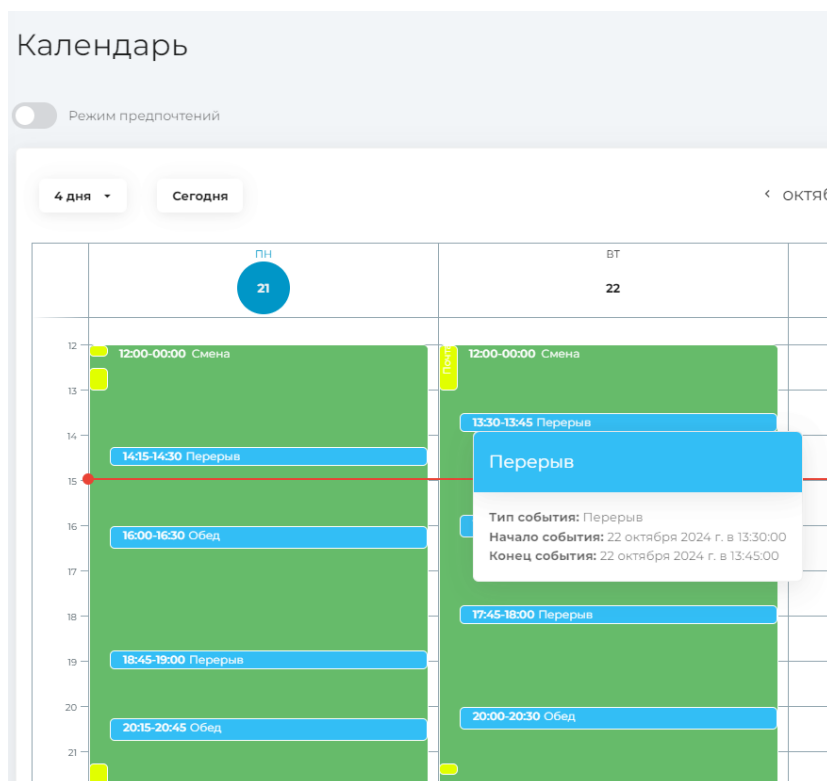 Календарь
Режим предпочтений
4 дня
Сегодня
‹ октяб
ПН
21
ВТ
22
12
13
14
15
16
17
18
19
20
21
12:00-00:00 Смена
14:15-14:30 Перерыв
16:00-16:30 Обед
18:45-19:00 Перерыв
20:15-20:45 Обед
12:00-00:00 Смена
13:30-13:45 Перерыв
Перерыв
Тип события: Перерыв
Начало события: 22 октября 2024 г. в 13:30:00
Конец события: 22 октября 2024 г. в 13:45:00
17:45-18:00 Перерыв
20:00-20:30 Обед